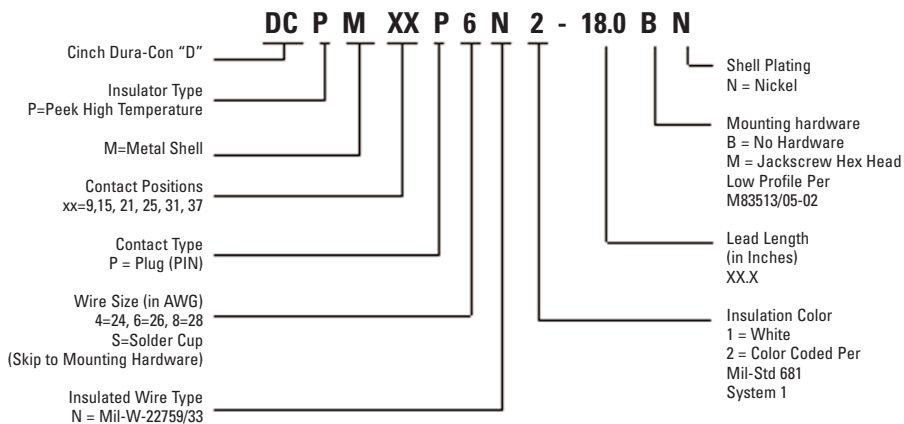 DC P M XX P 6 N 2 - 18.0 B N
Cinch Dura-Con “D”
Insulator Type
P=Peek High Temperature
M=Metal Shell
Contact Positions
xx=9,15, 21, 25, 31, 37
Contact Type
P = Plug (PIN)
Wire Size (in AWG)
4=24, 6=26, 8=28
S=Solder Cup
(Skip to Mounting Hardware)
Insulated Wire Type
N = Mil-W-22759/33
Shell Plating
N = Nickel
Mounting hardware
B = No Hardware
M = Jackscrew Hex Head
Low Profile Per
M83513/05-02
Lead Length
(in Inches)
XX.X
Insulation Color
1 = White
2 = Color Coded Per
Mil-Std 681
System 1